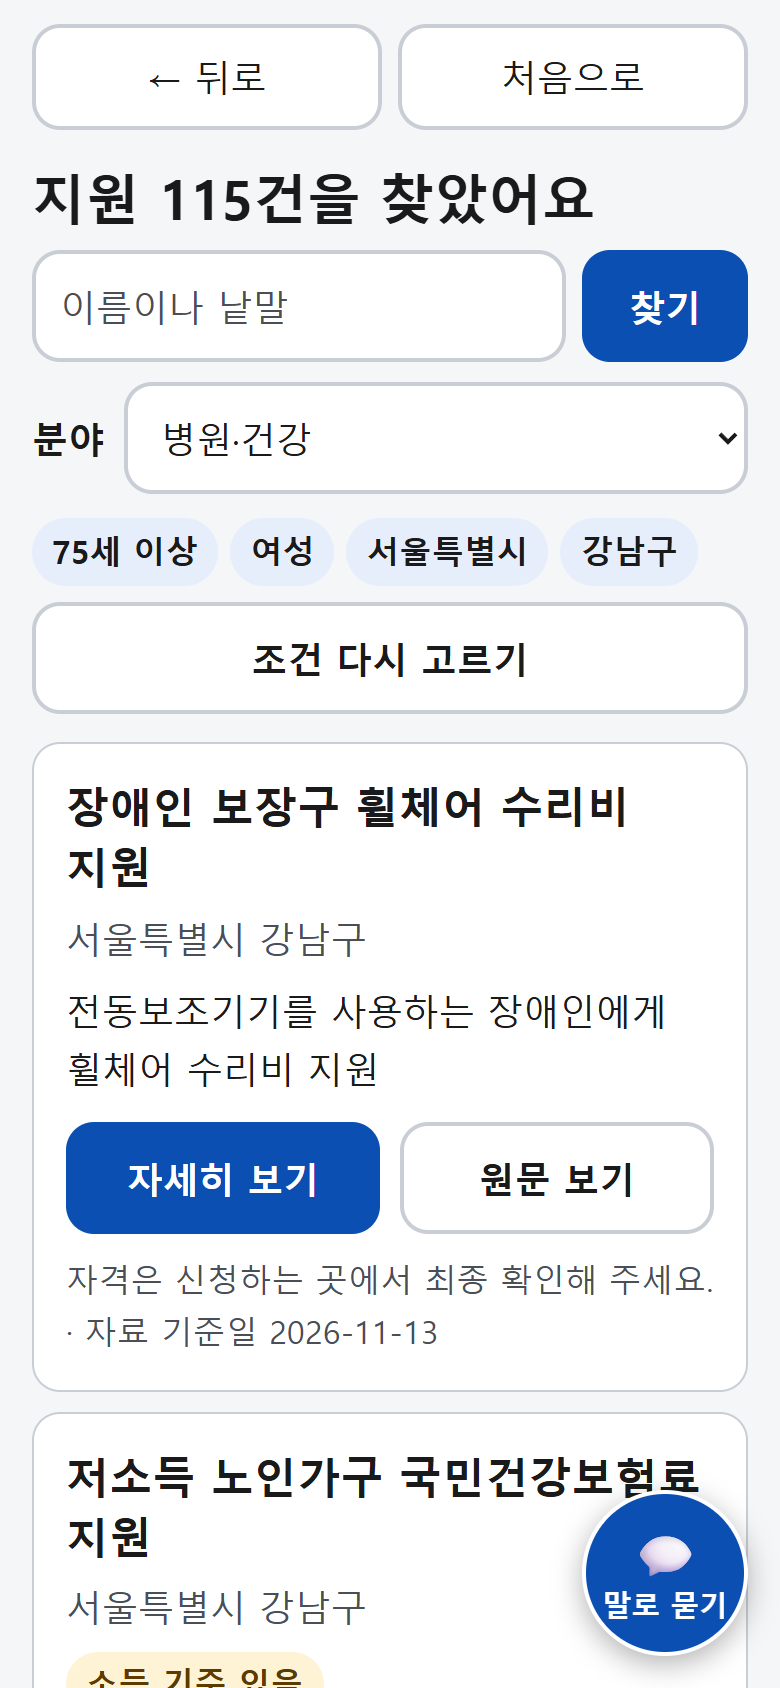 ← 뒤로
처음으로
지원 115건을 찾았어요
이름이나 낱말
찾기
분야
병원·건강
75세 이상
여성
서울특별시
강남구
조건 다시 고르기
장애인 보장구 휠체어 수리비
지원
서울특별시 강남구
전동보조기기를 사용하는 장애인에게
휠체어 수리비 지원
자세히 보기
원문 보기
자격은 신청하는 곳에서 최종 확인해 주세요.
· 자료 기준일 2026-11-13
저소득 노인가구 국민건강보험료
지원
서울특별시 강남구
말로 묻기
소득 기준 있음